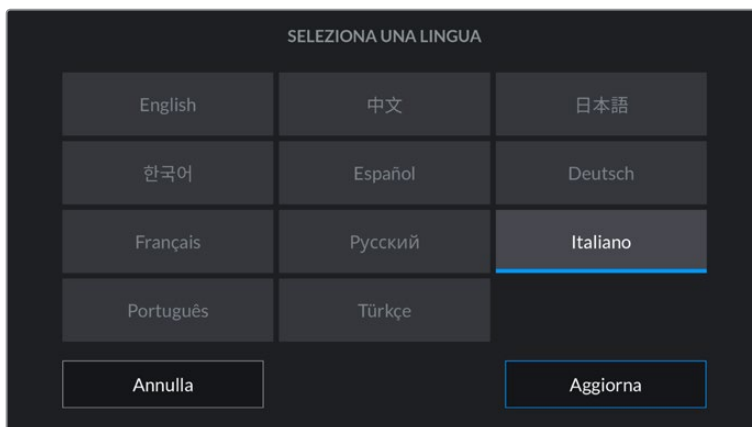 SELEZIONA UNA LINGUA
English 中文 日本語
한국어 Español Deutsch
Français Русский Italiano
Português Türkçe
Annulla Aggiorna